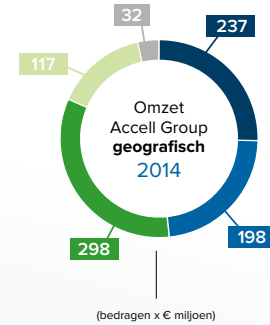 32
237
117
Omzet
Accell Group
geografisch
2014
298
198
(bedragen x € miljoen)